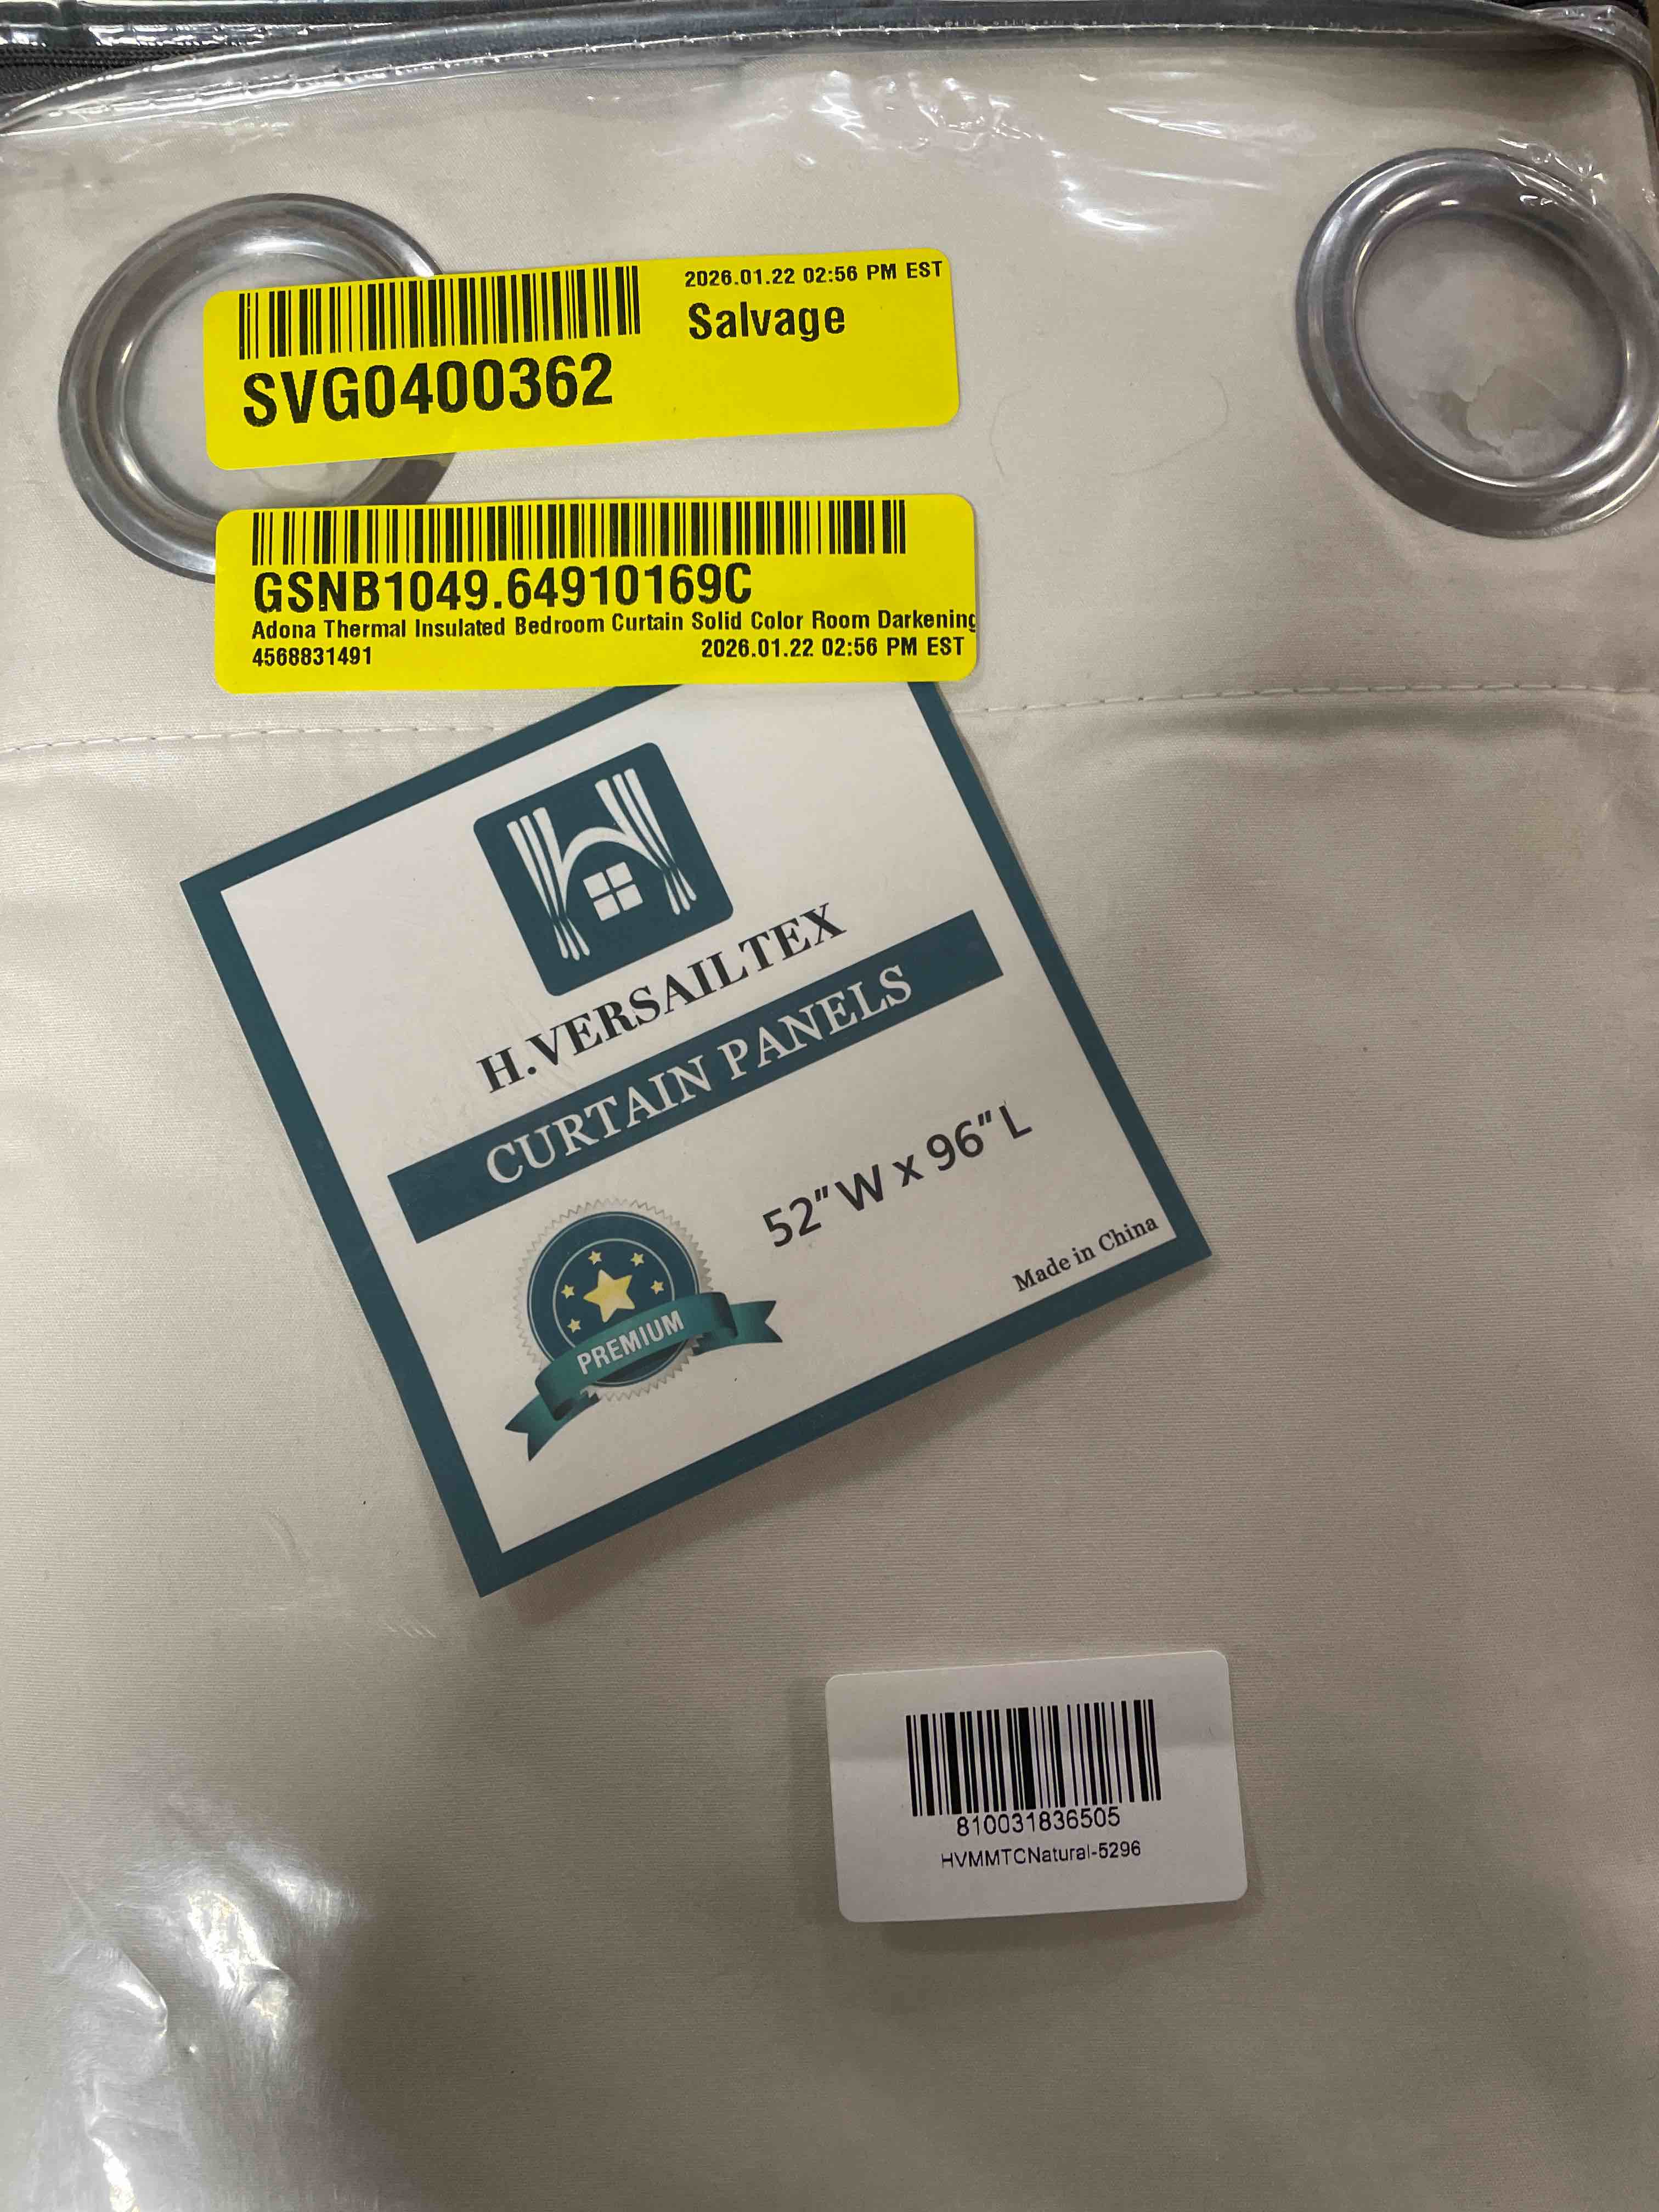 2026.01.22 02:56 PM EST
Salvage
SVG0400362
GSNB1049.64910169C
Adona Thermal Insulated Bedroom Curtain Solid Color Room Darkening
4568831491
2026.01.22 02:56 PM EST
H.VERSAILTEX
CURTAIN PANELS
52" W x 96" L
PREMIUM
Made in China
810031836505
HVMMTCNatural-5296